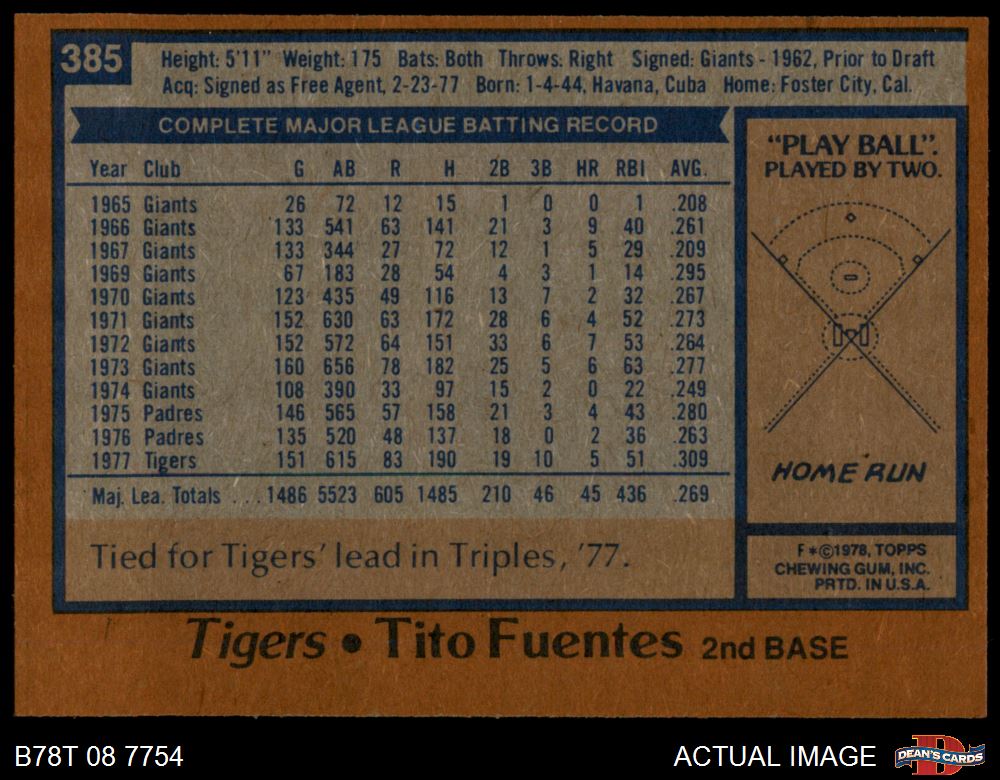 385
Height: 5'11" Weight: 175 Bats: Both Throws: Right Signed: Giants - 1962, Prior to Draft
Acq: Signed as Free Agent, 2-23-77 Born: 1-4-44, Havana, Cuba Home: Foster City, Cal.
COMPLETE MAJOR LEAGUE BATTING RECORD
Year Club G AB R H 2B 3B HR RBI AVG.
1965 Giants 26 72 12 15 1 0 0 1 .208
1966 Giants 133 541 63 141 21 3 9 40 .261
1967 Giants 133 344 27 72 12 1 5 29 .209
1969 Giants 67 183 28 54 4 3 1 14 .295
1970 Giants 123 435 49 116 13 7 2 32 .267
1971 Giants 152 630 63 172 28 6 4 52 .273
1972 Giants 152 572 64 151 33 6 7 53 .264
1973 Giants 160 656 78 182 25 5 6 63 .277
1974 Giants 108 390 33 97 15 2 0 22 .249
1975 Padres 146 565 57 158 21 3 4 43 .280
1976 Padres 135 520 48 137 18 0 2 36 .263
1977 Tigers 151 615 83 190 19 10 5 51 .309
Maj. Lea. Totals ...1486 5523 605 1485 210 46 45 436 .269
Tied for Tigers' lead in Triples, '77.
"PLAY BALL".
PLAYED BY TWO.
HOME RUN
F*©1978, TOPPS
CHEWING GUM, INC.
PRTD. IN U.S.A.
Tigers • Tito Fuentes 2nd BASE
B78T 08 7754
ACTUAL IMAGE
D
DEAN'S CARDS